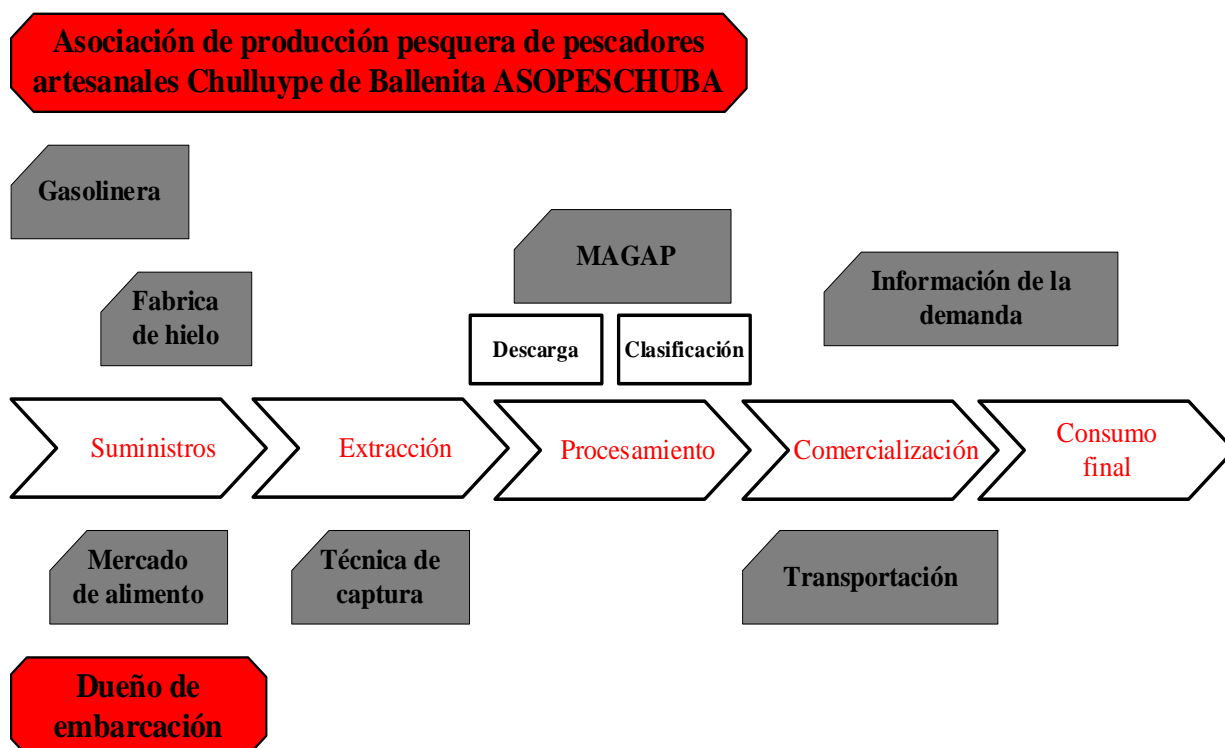 Asociación de producción pesquera de pescadores
artesanales Chulluype de Ballenita ASOPESCHUBA
Gasolinera
MAGAP
Fabrica
de hielo
Información de la
demanda
Descarga
Clasificación
Suministros
Extracción
Procesamiento
Comercialización
Consumo
final
Mercado
de alimento
Técnica de
captura
Transportación
Dueño de
embarcación